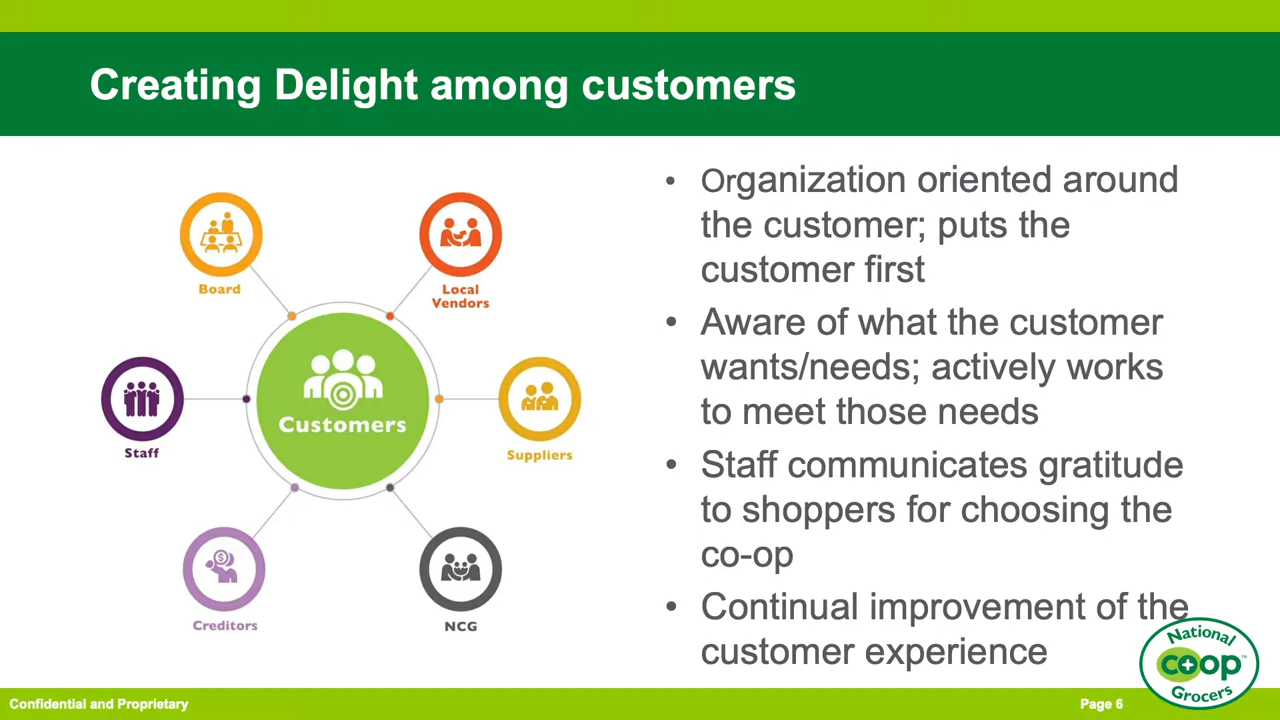 Creating Delight among customers
Board
Local
Vendors
Staff
Customers
Suppliers
Creditors
NCG
• Organization oriented around
the customer; puts the
customer first
• Aware of what the customer
wants/needs; actively works
to meet those needs
• Staff communicates gratitude
to shoppers for choosing the
co-op
• Continual improvement of the
customer experience
National
co+op™
Grocers
Confidential and Proprietary
Page 6